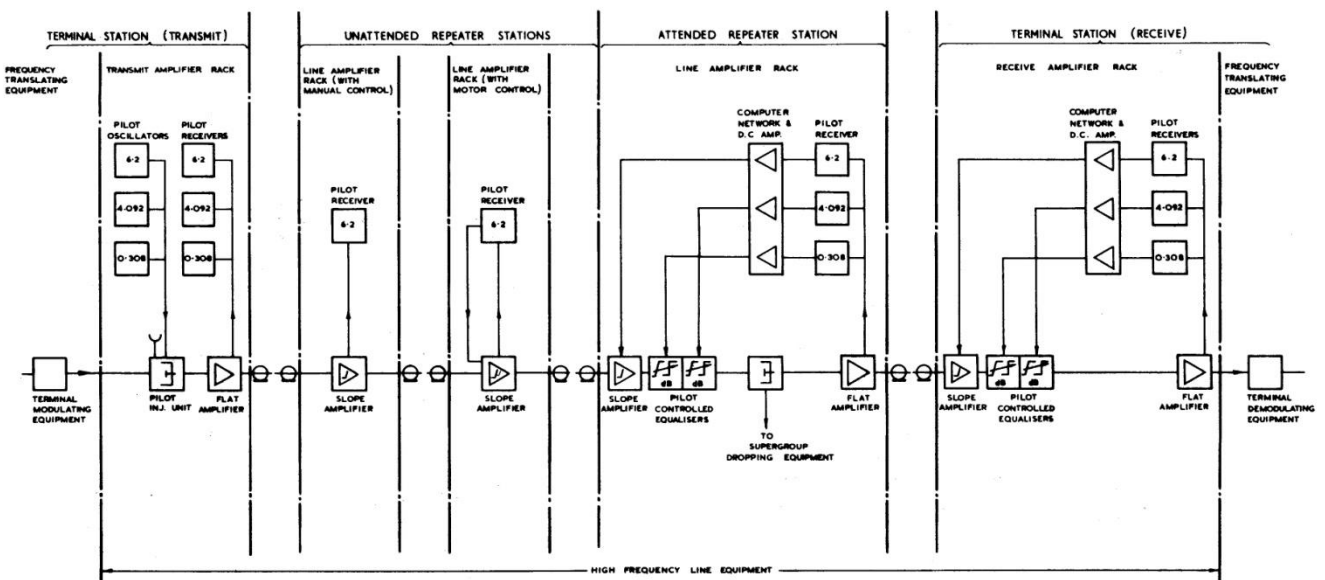 TERMINAL STATION (TRANSMIT)
UNATTENDED REPEATER STATIONS
ATTENDED REPEATER STATION
TERMINAL STATION (RECEIVE)
FREQUENCY
TRANSLATING
EQUIPMENT
TRANSMIT AMPLIFIER RACK
LINE AMPLIFIER
RACK (WITH
MANUAL CONTROL)
LINE AMPLIFIER
RACK (WITH
MOTOR CONTROL)
LINE AMPLIFIER RACK
RECEIVE AMPLIFIER RACK
FREQUENCY
TRANSLATING
EQUIPMENT
PILOT
OSCILLATORS
PILOT
RECEIVERS
6·2
6·2
4·092
4·092
0·308
0·308
PILOT
RECEIVER
6·2
PILOT
RECEIVER
6·2
COMPUTER
NETWORK &
D.C AMP.
PILOT
RECEIVER
6·2
4·092
0·308
COMPUTER
NETWORK &
D.C. AMP.
PILOT
RECEIVERS
6·2
4·092
0·308
dB
dB
dB
dB
TERMINAL
MODULATING
EQUIPMENT
PILOT
INJ. UNIT
FLAT
AMPLIFIER
SLOPE
AMPLIFIER
SLOPE
AMPLIFIER
SLOPE
AMPLIFIER
PILOT
CONTROLLED
EQUALISERS
TO
SUPERGROUP
DROPPING EQUIPMENT
FLAT
AMPLIFIER
SLOPE
AMPLIFIER
PILOT
CONTROLLED
EQUALISERS
FLAT
AMPLIFIER
TERMINAL
DEMODULATING
EQUIPMENT
HIGH FREQUENCY LINE EQUIPMENT